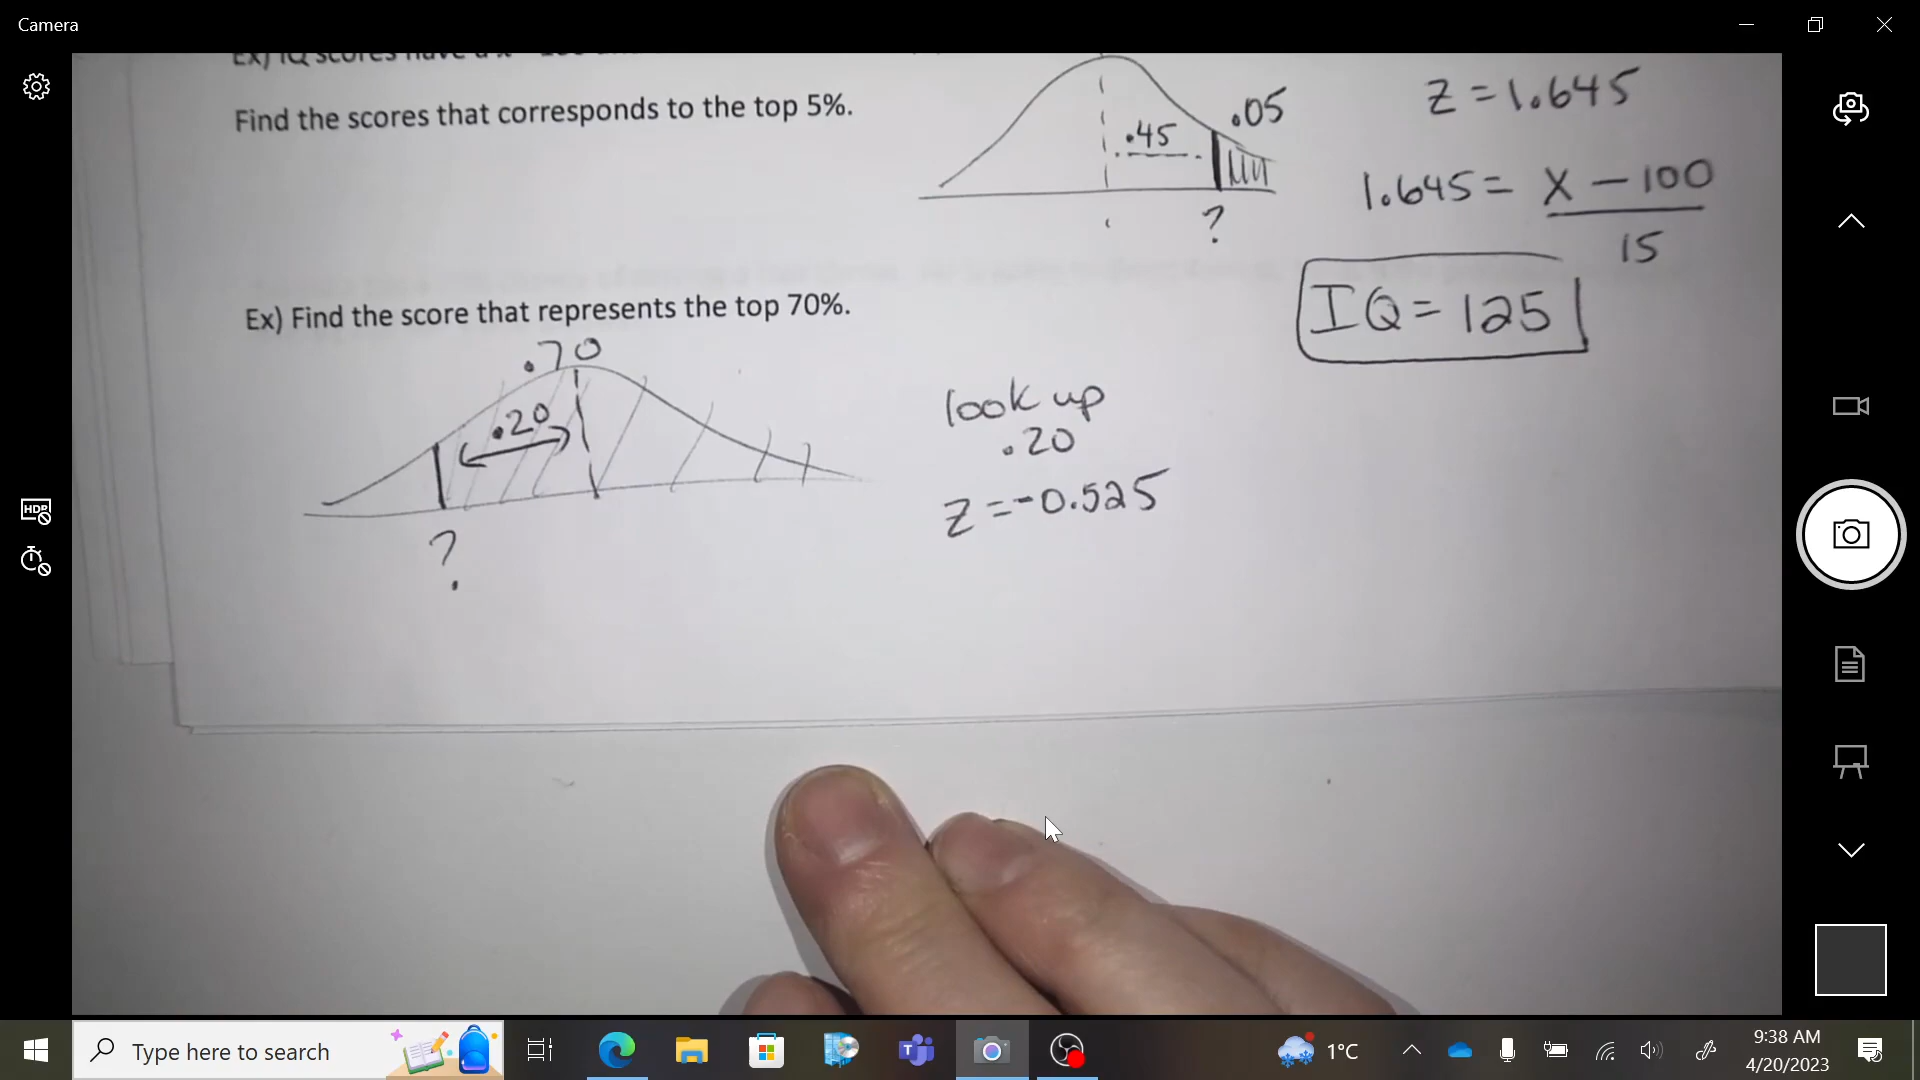 Camera
Find the scores that corresponds to the top 5%.
.45
.05
?
Z = 1.645
1.645 = X - 100
15
IQ = 125
Ex) Find the score that represents the top 70%.
.70
.20
?
look up
.20
Z = -0.525
HDR
Type here to search
1°C
9:38 AM
4/20/2023